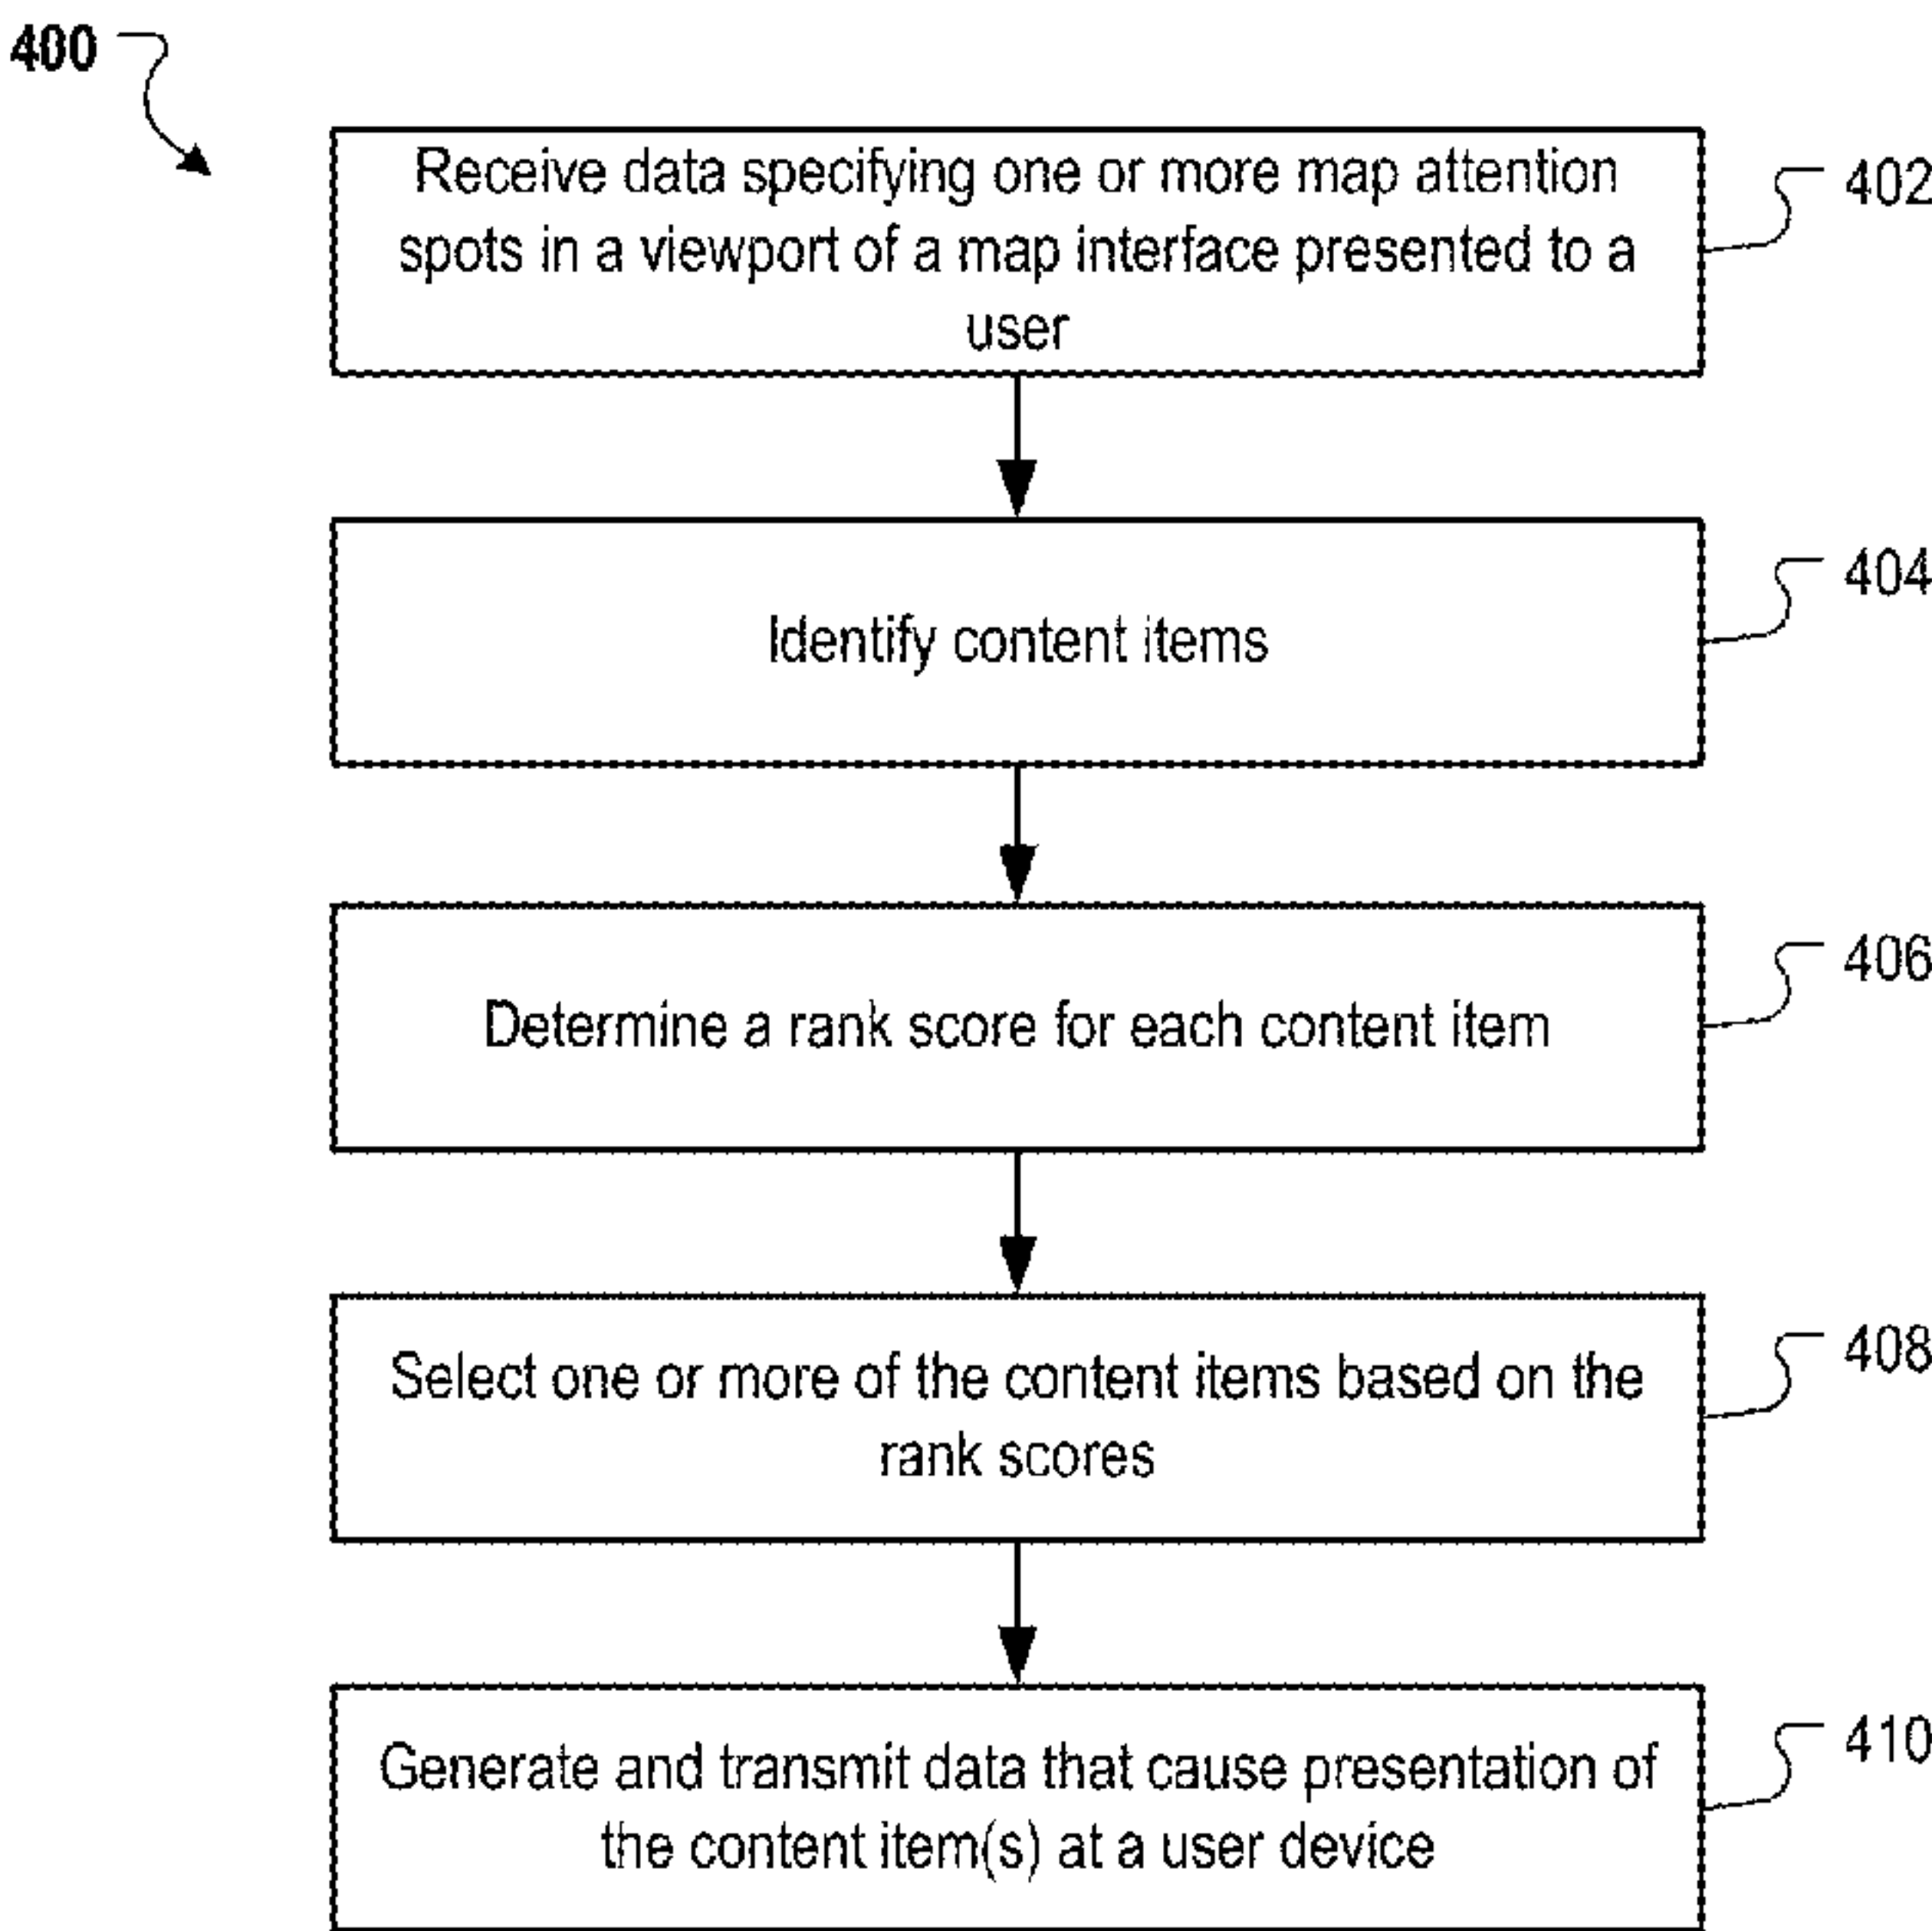 400
Receive data specifying one or more map attention
spots in a viewport of a map interface presented to a
user
402
Identify content items
404
Determine a rank score for each content item
406
Select one or more of the content items based on the
rank scores
408
Generate and transmit data that cause presentation of
the content item(s) at a user device
410